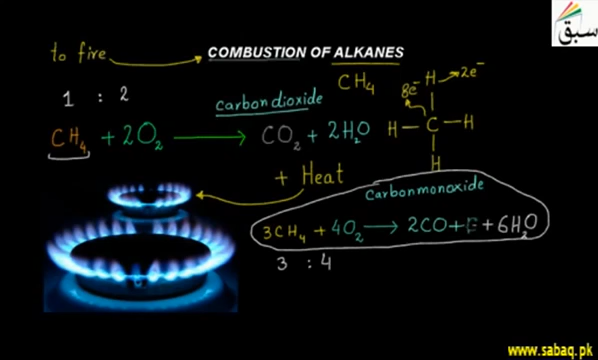 سبق
to fire
COMBUSTION OF ALKANES
CH₄
1 : 2
Carbondioxide
CH₄ + 2O₂ → CO₂ + 2H₂O
+ Heat
8e⁻ H → 2e⁻
H — C — H
H
Carbonmonoxide
3CH₄ + 4O₂ → 2CO + + 6H₂O
3 : 4
www.sabaq.pk